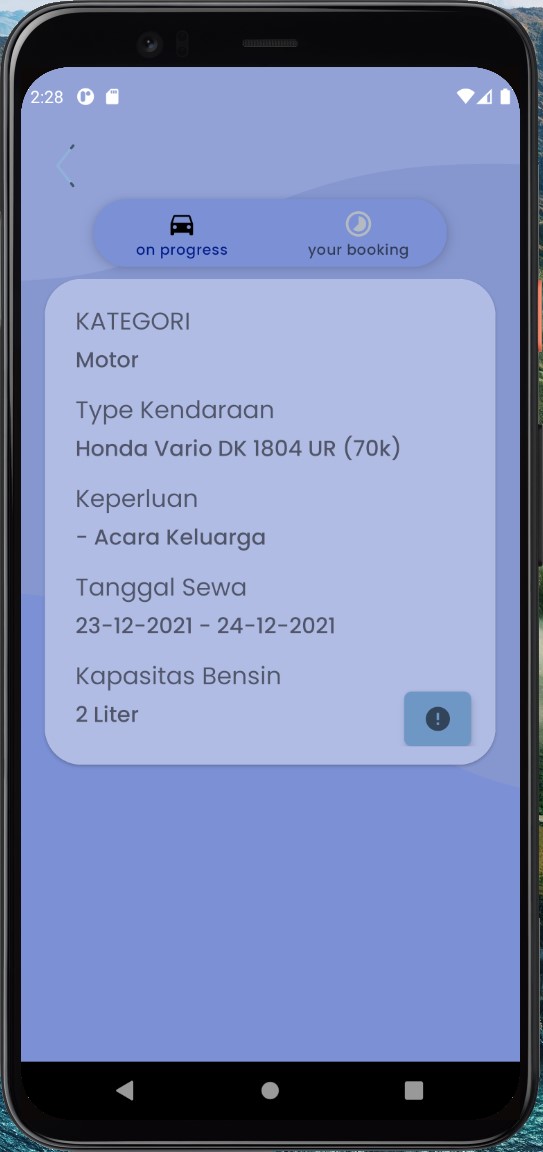 2:28
on progress
your booking
KATEGORI
Motor
Type Kendaraan
Honda Vario DK 1804 UR (70k)
Keperluan
- Acara Keluarga
Tanggal Sewa
23-12-2021 - 24-12-2021
Kapasitas Bensin
2 Liter